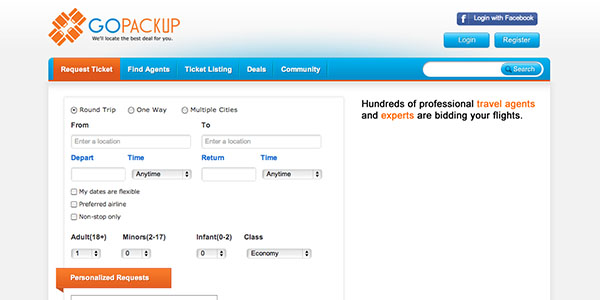 GOPACKUP
We'll locate the best deal for you.
f Login with Facebook
Login Register
Request Ticket Find Agents Ticket Listing Deals Community Search
Round Trip One Way Multiple Cities
From To
Enter a location Enter a location
Depart Time Return Time
Anytime Anytime
My dates are flexible
Preferred airline
Non-stop only
Adult(18+) Minors(2-17) Infant(0-2) Class
1 0 0 Economy
Personalized Requests
Hundreds of professional travel agents
and experts are bidding your flights.